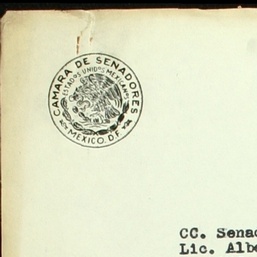 CAMARA DE SENADORES
ESTADOS UNIDOS MEXICANOS
MEXICO, D.F.
CC. Senad
Lic. Albe